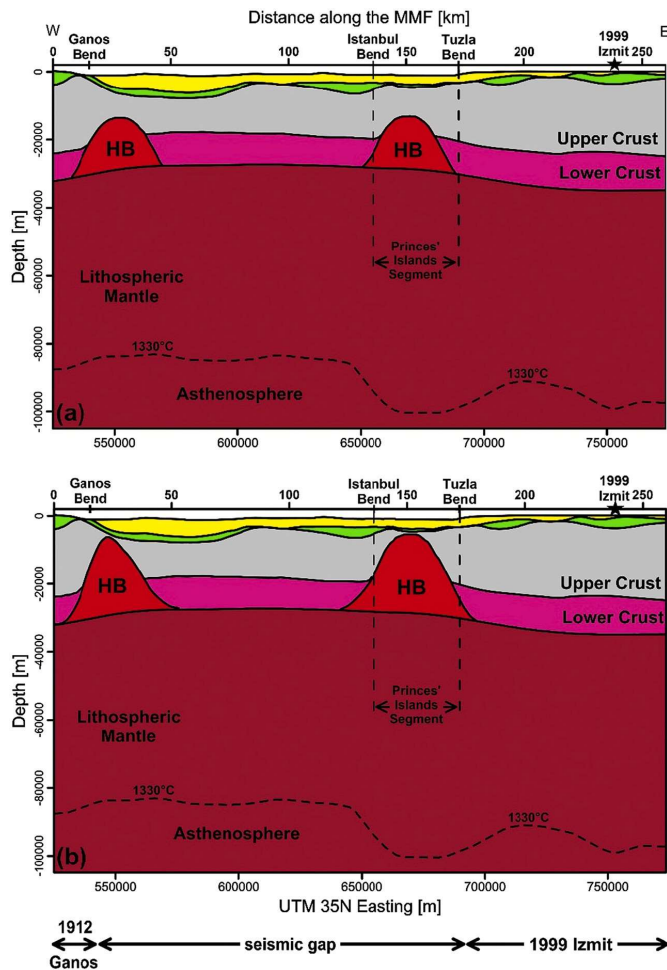 Distance along the MMF [km]
W
E
Ganos
Bend
Istanbul
Bend
Tuzla
Bend
1999
Izmit
0 50 100 150 200 250
0
-20000
-40000
-60000
-80000
-100000
Depth [m]
HB
HB
Upper Crust
Lower Crust
Princes'
Islands
Segment
Lithospheric
Mantle
1330°C
1330°C
Asthenosphere
(a)
550000 600000 650000 700000 750000
Ganos
Bend
Istanbul
Bend
Tuzla
Bend
1999
Izmit
0 50 100 150 200 250
0
-20000
-40000
-60000
-80000
-100000
Depth [m]
HB
HB
Upper Crust
Lower Crust
Princes'
Islands
Segment
Lithospheric
Mantle
1330°C
1330°C
Asthenosphere
(b)
550000 600000 650000 700000 750000
UTM 35N Easting [m]
1912
Ganos
seismic gap
1999 Izmit